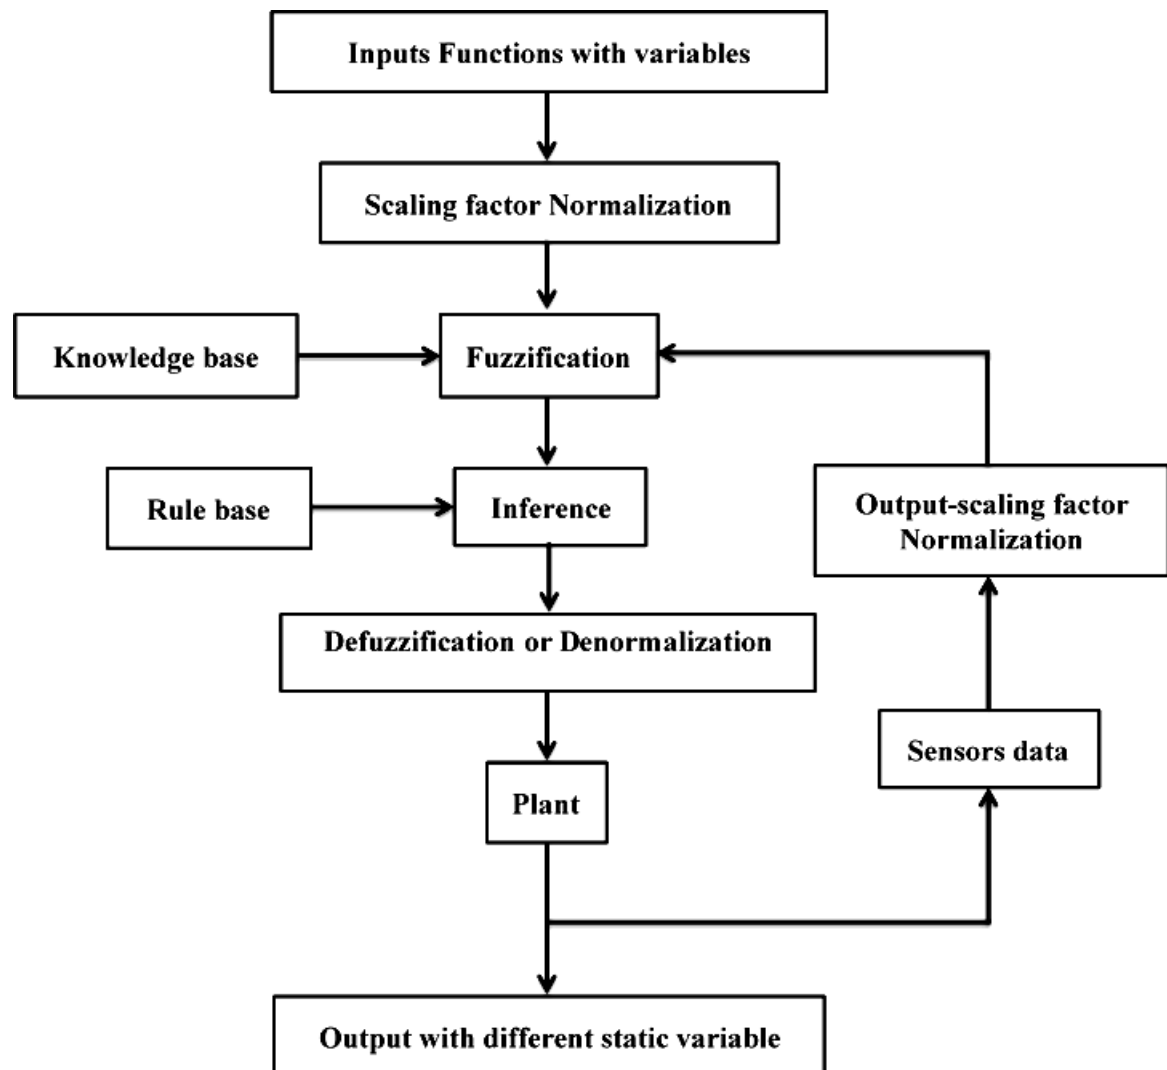 Inputs Functions with variables
Scaling factor Normalization
Knowledge base
Fuzzification
Rule base
Inference
Output-scaling factor
Normalization
Defuzzification or Denormalization
Sensors data
Plant
Output with different static variable